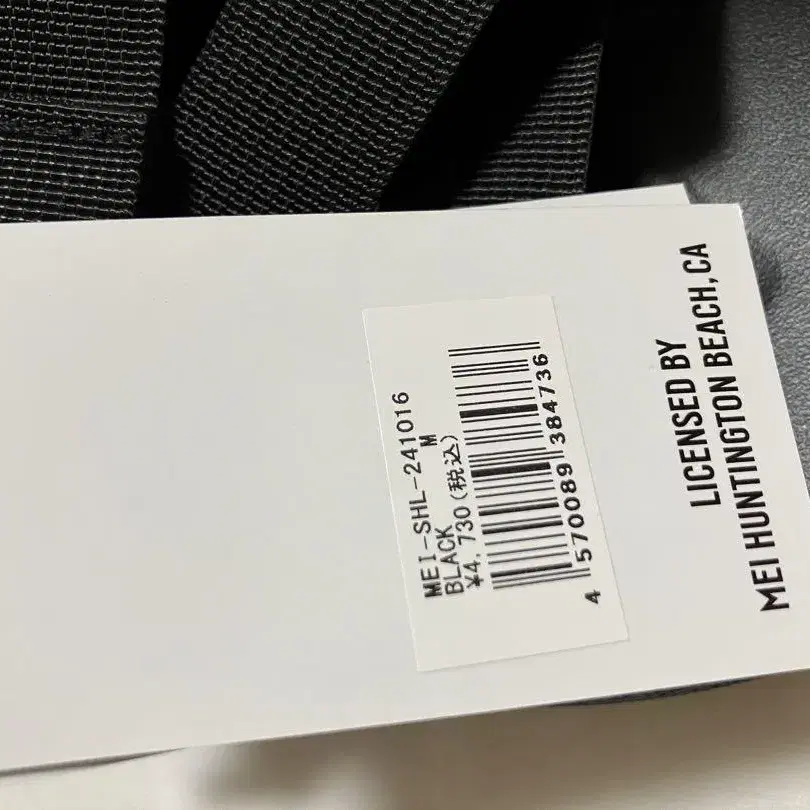 MEI-SHL-241016
BLACK M
¥4,730(税込)
4 570089 384736
LICENSED BY
MEI HUNTINGTON BEACH,CA